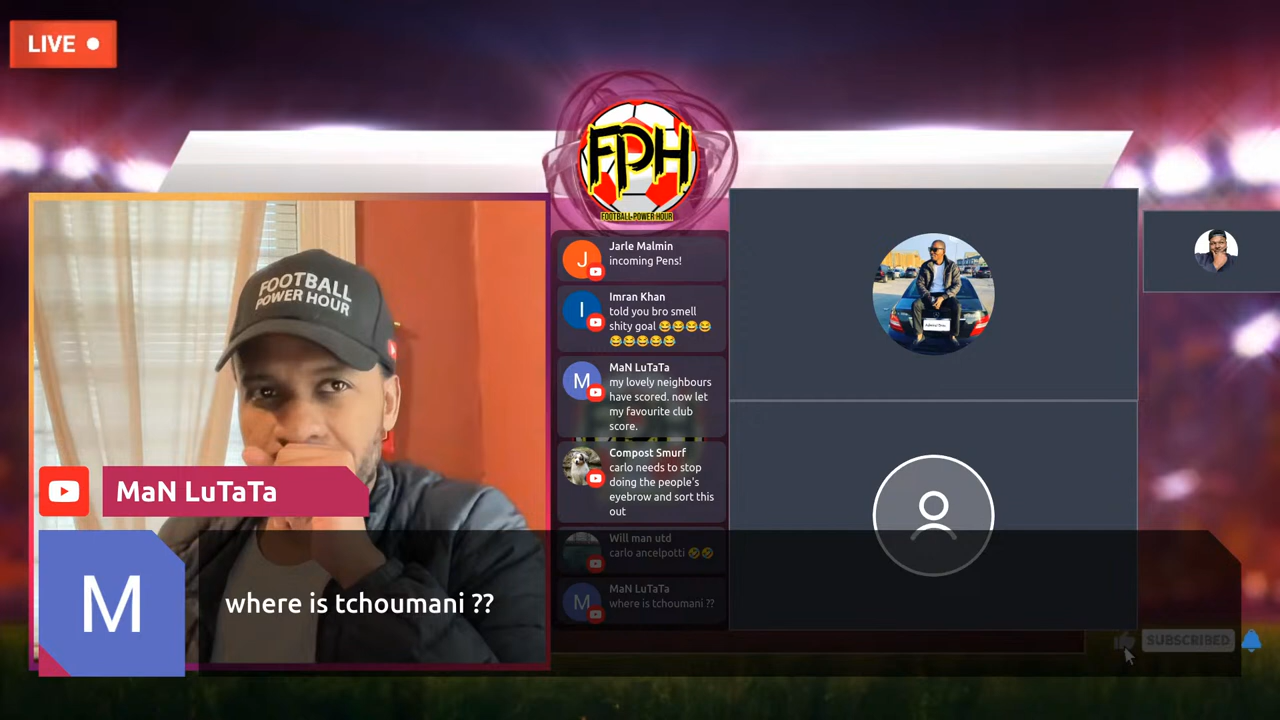 LIVE
FPH
FOOTBALL-POWER HOUR
FOOTBALL
POWER HOUR
J
Jarle Malmin
incoming Pens!
I
Imran Khan
told you bro smell
shity goal 😂😂😂😂
😂😂😂😂😂
M
MaN LuTaTa
my lovely neighbours
have scored. now let
my favourite club
score.
Compost Smurf
carlo needs to stop
doing the people's
eyebrow and sort this
out
Will man utd
carlo ancelpotti 🤣🤣
M
MaN LuTaTa
where is tchoumani ??
MaN LuTaTa
M
where is tchoumani ??
SUBSCRIBED